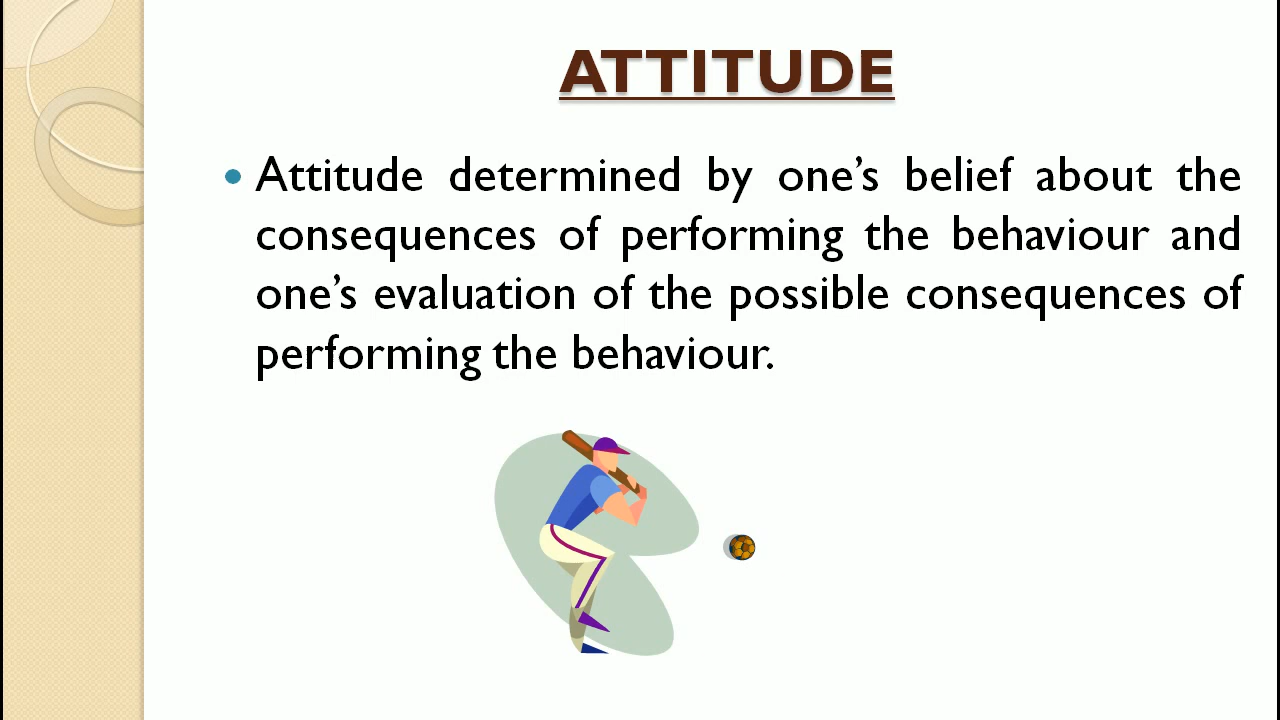 ATTITUDE
• Attitude determined by one’s belief about the
consequences of performing the behaviour and
one’s evaluation of the possible consequences of
performing the behaviour.